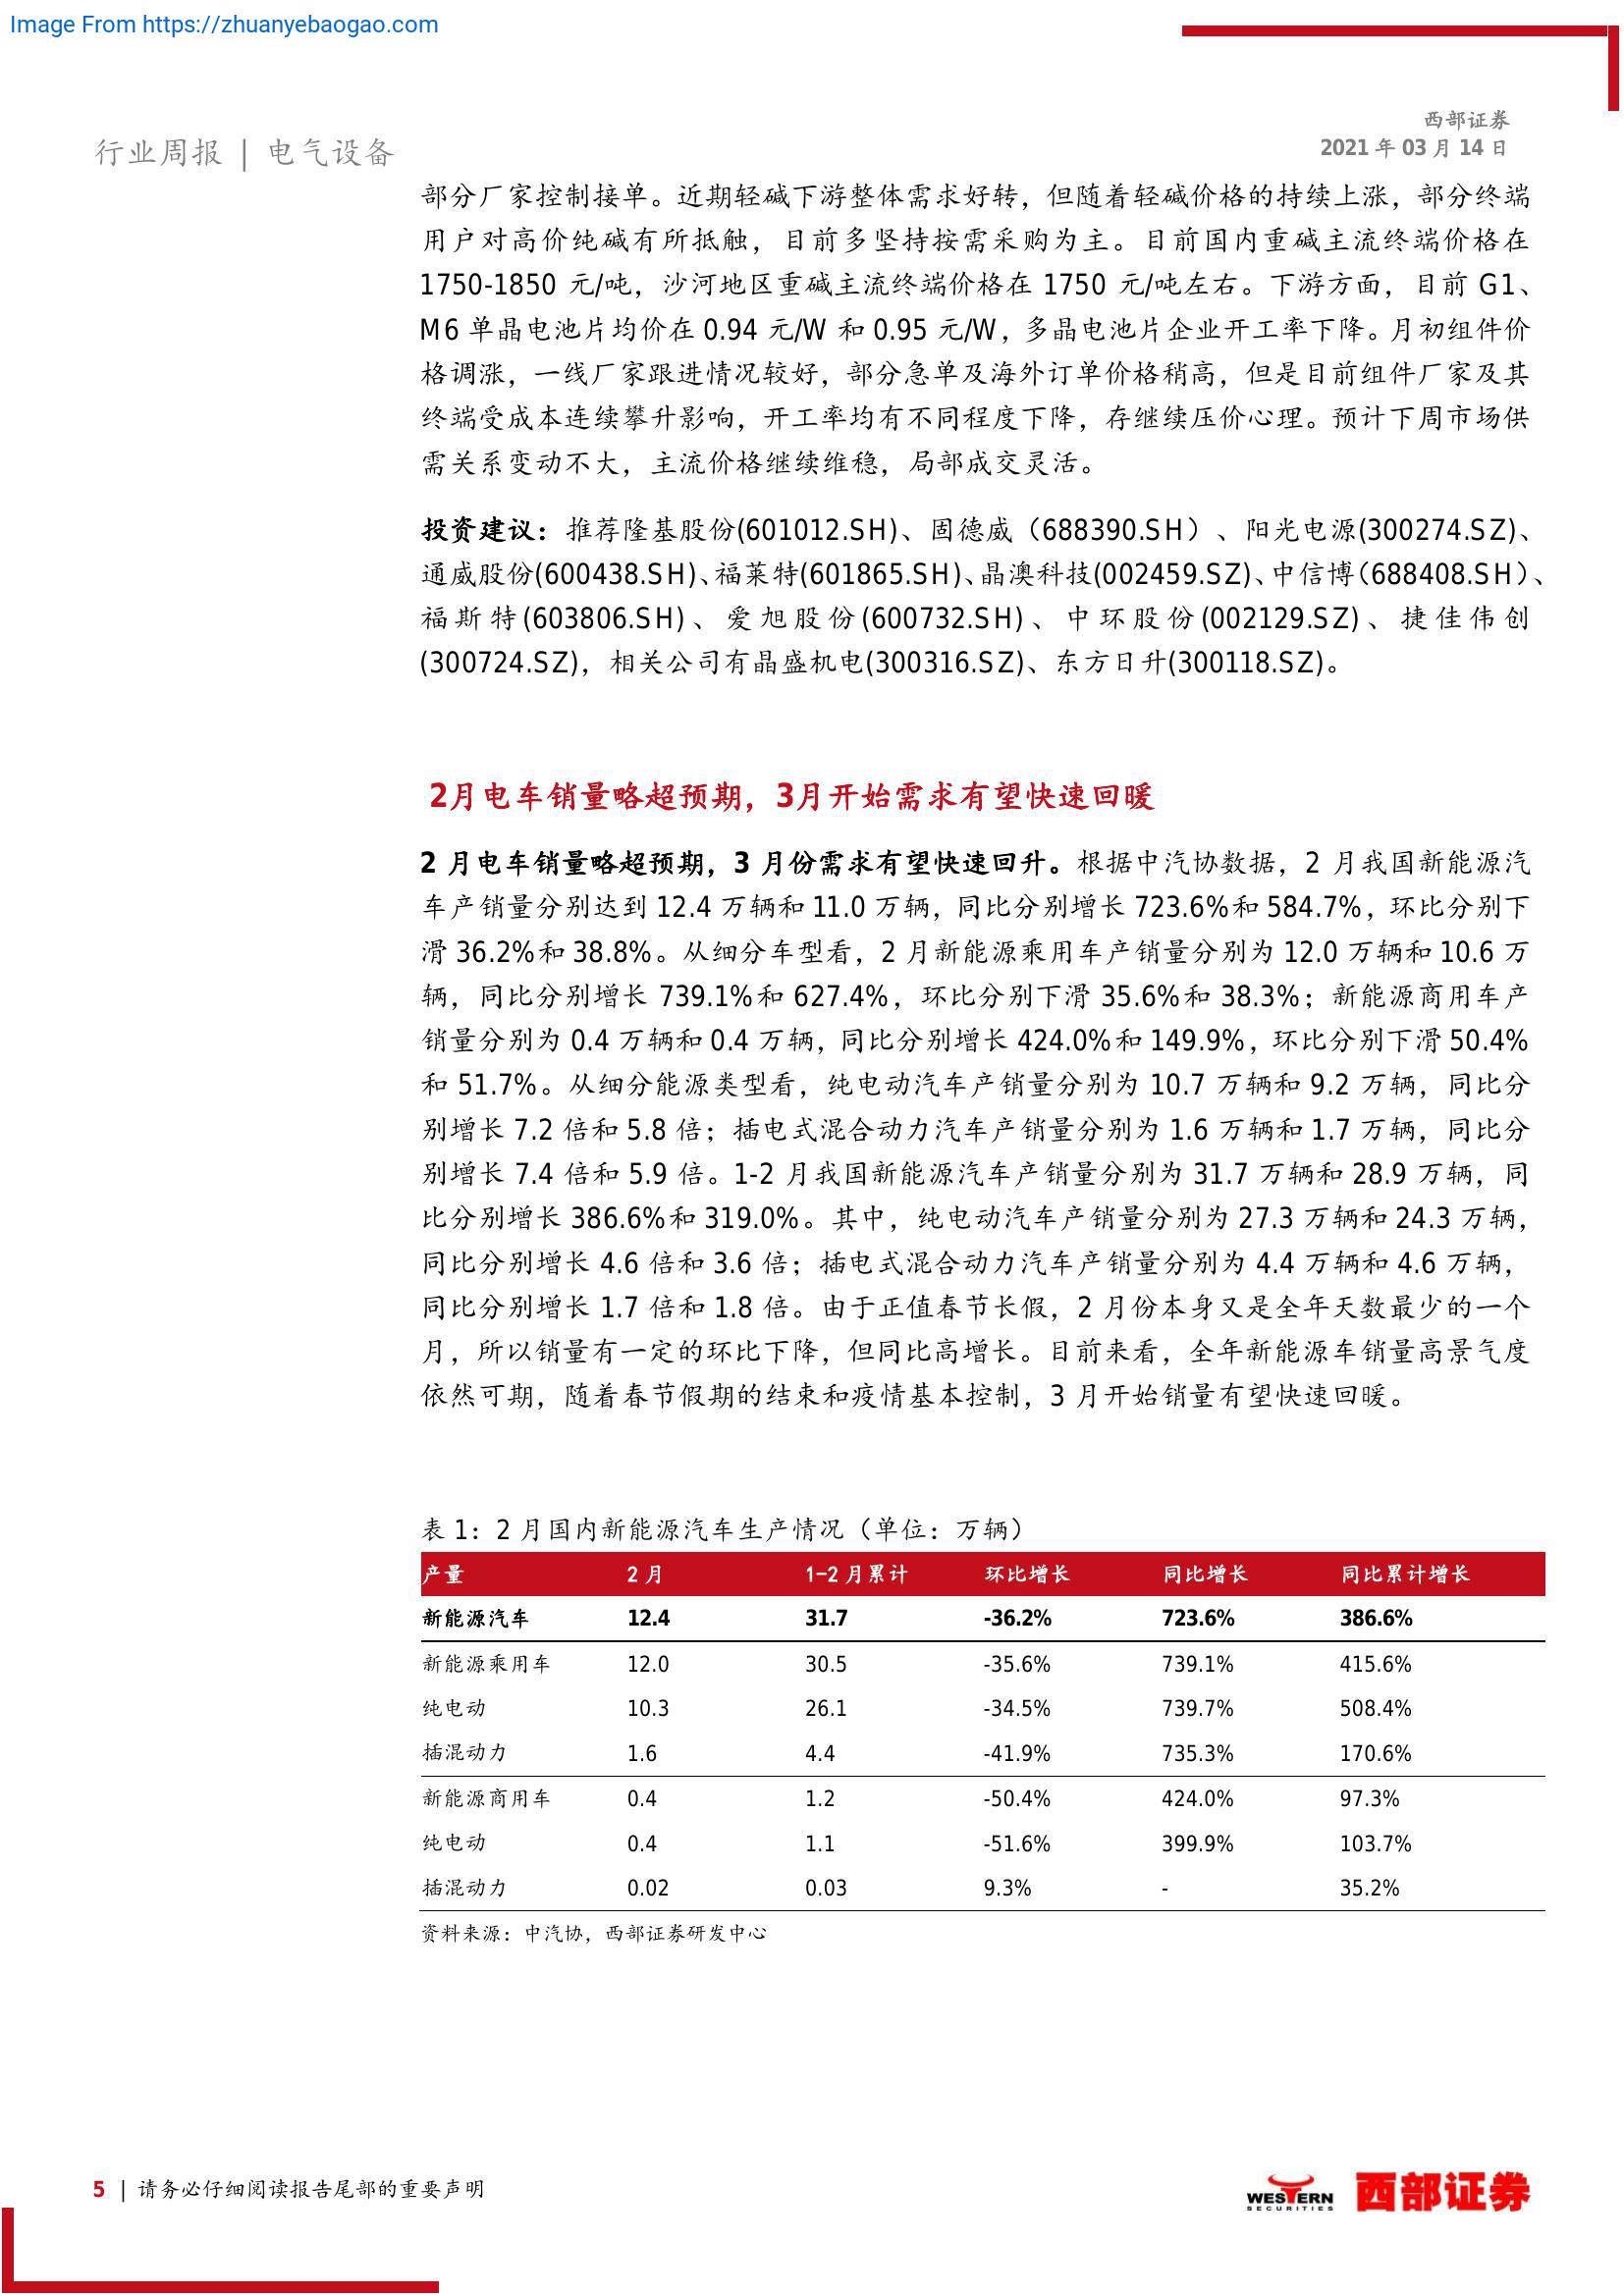 Image From https://zhuanyebaogao.com
西部证券
2021 年 03 月 14 日
行业周报 | 电气设备
部分厂家控制接单。近期轻碱下游整体需求好转，但随着轻碱价格的持续上涨，部分终端
用户对高价纯碱有所抵触，目前多坚持按需采购为主。目前国内重碱主流终端价格在
1750-1850 元/吨，沙河地区重碱主流终端价格在 1750 元/吨左右。下游方面，目前 G1、
M6 单晶电池片均价在 0.94 元/W 和 0.95 元/W，多晶电池片企业开工率下降。月初组件价
格调涨，一线厂家跟进情况较好，部分急单及海外订单价格稍高，但是目前组件厂家及其
终端受成本连续攀升影响，开工率均有不同程度下降，存继续压价心理。预计下周市场供
需关系变动不大，主流价格继续维稳，局部成交灵活。
投资建议：推荐隆基股份(601012.SH)、固德威（688390.SH）、阳光电源(300274.SZ)、
通威股份(600438.SH)、福莱特(601865.SH)、晶澳科技(002459.SZ)、中信博（688408.SH）、
福斯特(603806.SH)、爱旭股份(600732.SH)、中环股份(002129.SZ)、捷佳伟创
(300724.SZ)，相关公司有晶盛机电(300316.SZ)、东方日升(300118.SZ)。
2月电车销量略超预期，3月开始需求有望快速回暖
2 月电车销量略超预期，3 月份需求有望快速回升。根据中汽协数据，2 月我国新能源汽
车产销量分别达到 12.4 万辆和 11.0 万辆，同比分别增长 723.6%和 584.7%，环比分别下
滑 36.2%和 38.8%。从细分车型看，2 月新能源乘用车产销量分别为 12.0 万辆和 10.6 万
辆，同比分别增长 739.1%和 627.4%，环比分别下滑 35.6%和 38.3%；新能源商用车产
销量分别为 0.4 万辆和 0.4 万辆，同比分别增长 424.0%和 149.9%，环比分别下滑 50.4%
和 51.7%。从细分能源类型看，纯电动汽车产销量分别为 10.7 万辆和 9.2 万辆，同比分
别增长 7.2 倍和 5.8 倍；插电式混合动力汽车产销量分别为 1.6 万辆和 1.7 万辆，同比分
别增长 7.4 倍和 5.9 倍。1-2 月我国新能源汽车产销量分别为 31.7 万辆和 28.9 万辆，同
比分别增长 386.6%和 319.0%。其中，纯电动汽车产销量分别为 27.3 万辆和 24.3 万辆，
同比分别增长 4.6 倍和 3.6 倍；插电式混合动力汽车产销量分别为 4.4 万辆和 4.6 万辆，
同比分别增长 1.7 倍和 1.8 倍。由于正值春节长假，2 月份本身又是全年天数最少的一个
月，所以销量有一定的环比下降，但同比高增长。目前来看，全年新能源车销量高景气度
依然可期，随着春节假期的结束和疫情基本控制，3 月开始销量有望快速回暖。
表 1：2 月国内新能源汽车生产情况（单位：万辆）
产量 2 月 1-2 月累计 环比增长 同比增长 同比累计增长
新能源汽车 12.4 31.7 -36.2% 723.6% 386.6%
新能源乘用车 12.0 30.5 -35.6% 739.1% 415.6%
纯电动 10.3 26.1 -34.5% 739.7% 508.4%
插混动力 1.6 4.4 -41.9% 735.3% 170.6%
新能源商用车 0.4 1.2 -50.4% 424.0% 97.3%
纯电动 0.4 1.1 -51.6% 399.9% 103.7%
插混动力 0.02 0.03 9.3% - 35.2%
资料来源：中汽协，西部证券研发中心
5 | 请务必仔细阅读报告尾部的重要声明
WESTERN
SECURITIES
西部证券